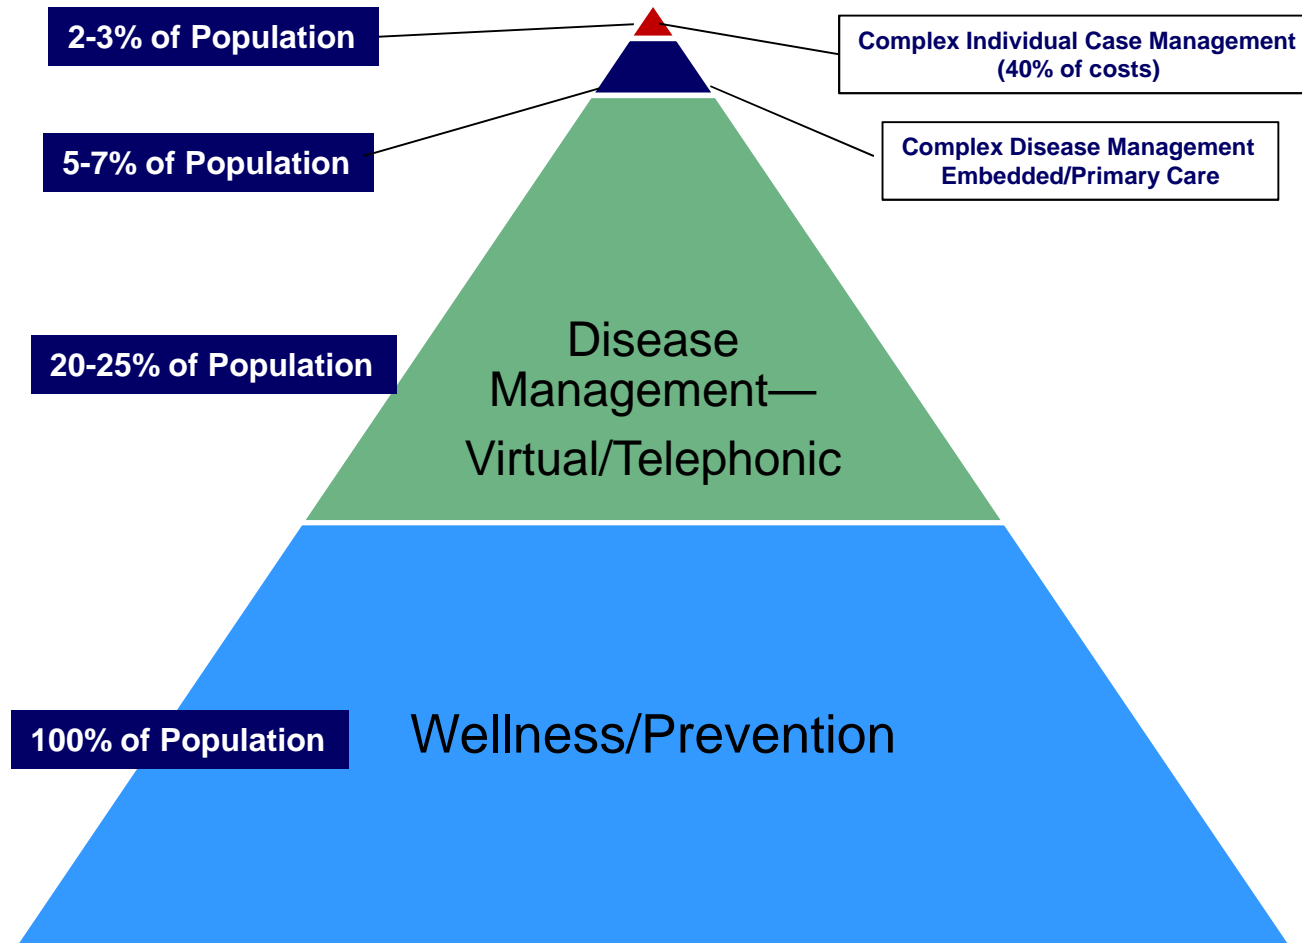 2-3% of Population
Complex Individual Case Management
(40% of costs)
5-7% of Population
Complex Disease Management
Embedded/Primary Care
20-25% of Population
Disease
Management—
Virtual/Telephonic
100% of Population
Wellness/Prevention